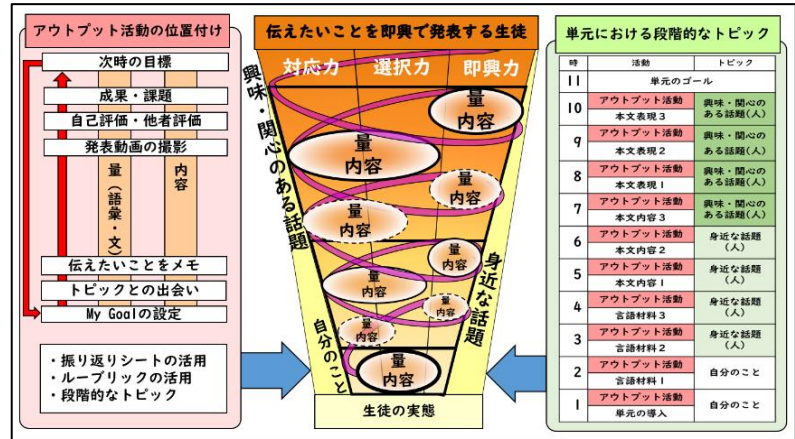 アウトプット活動の位置付け
次時の目標
成果・課題
自己評価・他者評価
発表動画の撮影
量（語彙・文）
内容
伝えたいことをメモ
トピックとの出会い
My Goalの設定
・振り返りシートの活用
・ルーブリックの活用
・段階的なトピック
伝えたいことを即興で発表する生徒
対応力 選択力 即興力
興味・関心のある話題
身近な話題
自分のこと
量
内容
量
内容
量
内容
量
内容
量
内容
量
内容
量
内容
量
内容
量
内容
生徒の実態
単元における段階的なトピック
時 活動 トピック
11 単元のゴール
10 アウトプット活動 興味・関心の
本文表現3 ある話題(人)
9 アウトプット活動 興味・関心の
本文表現2 ある話題(人)
8 アウトプット活動 興味・関心の
本文表現1 ある話題(人)
7 アウトプット活動 興味・関心の
本文内容3 ある話題(人)
6 アウトプット活動 身近な話題
本文内容2 (人)
5 アウトプット活動 身近な話題
本文内容1 (人)
4 アウトプット活動 身近な話題
言語材料3 (人)
3 アウトプット活動 身近な話題
言語材料2 (人)
2 アウトプット活動 自分のこと
言語材料1
1 アウトプット活動 自分のこと
単元の導入